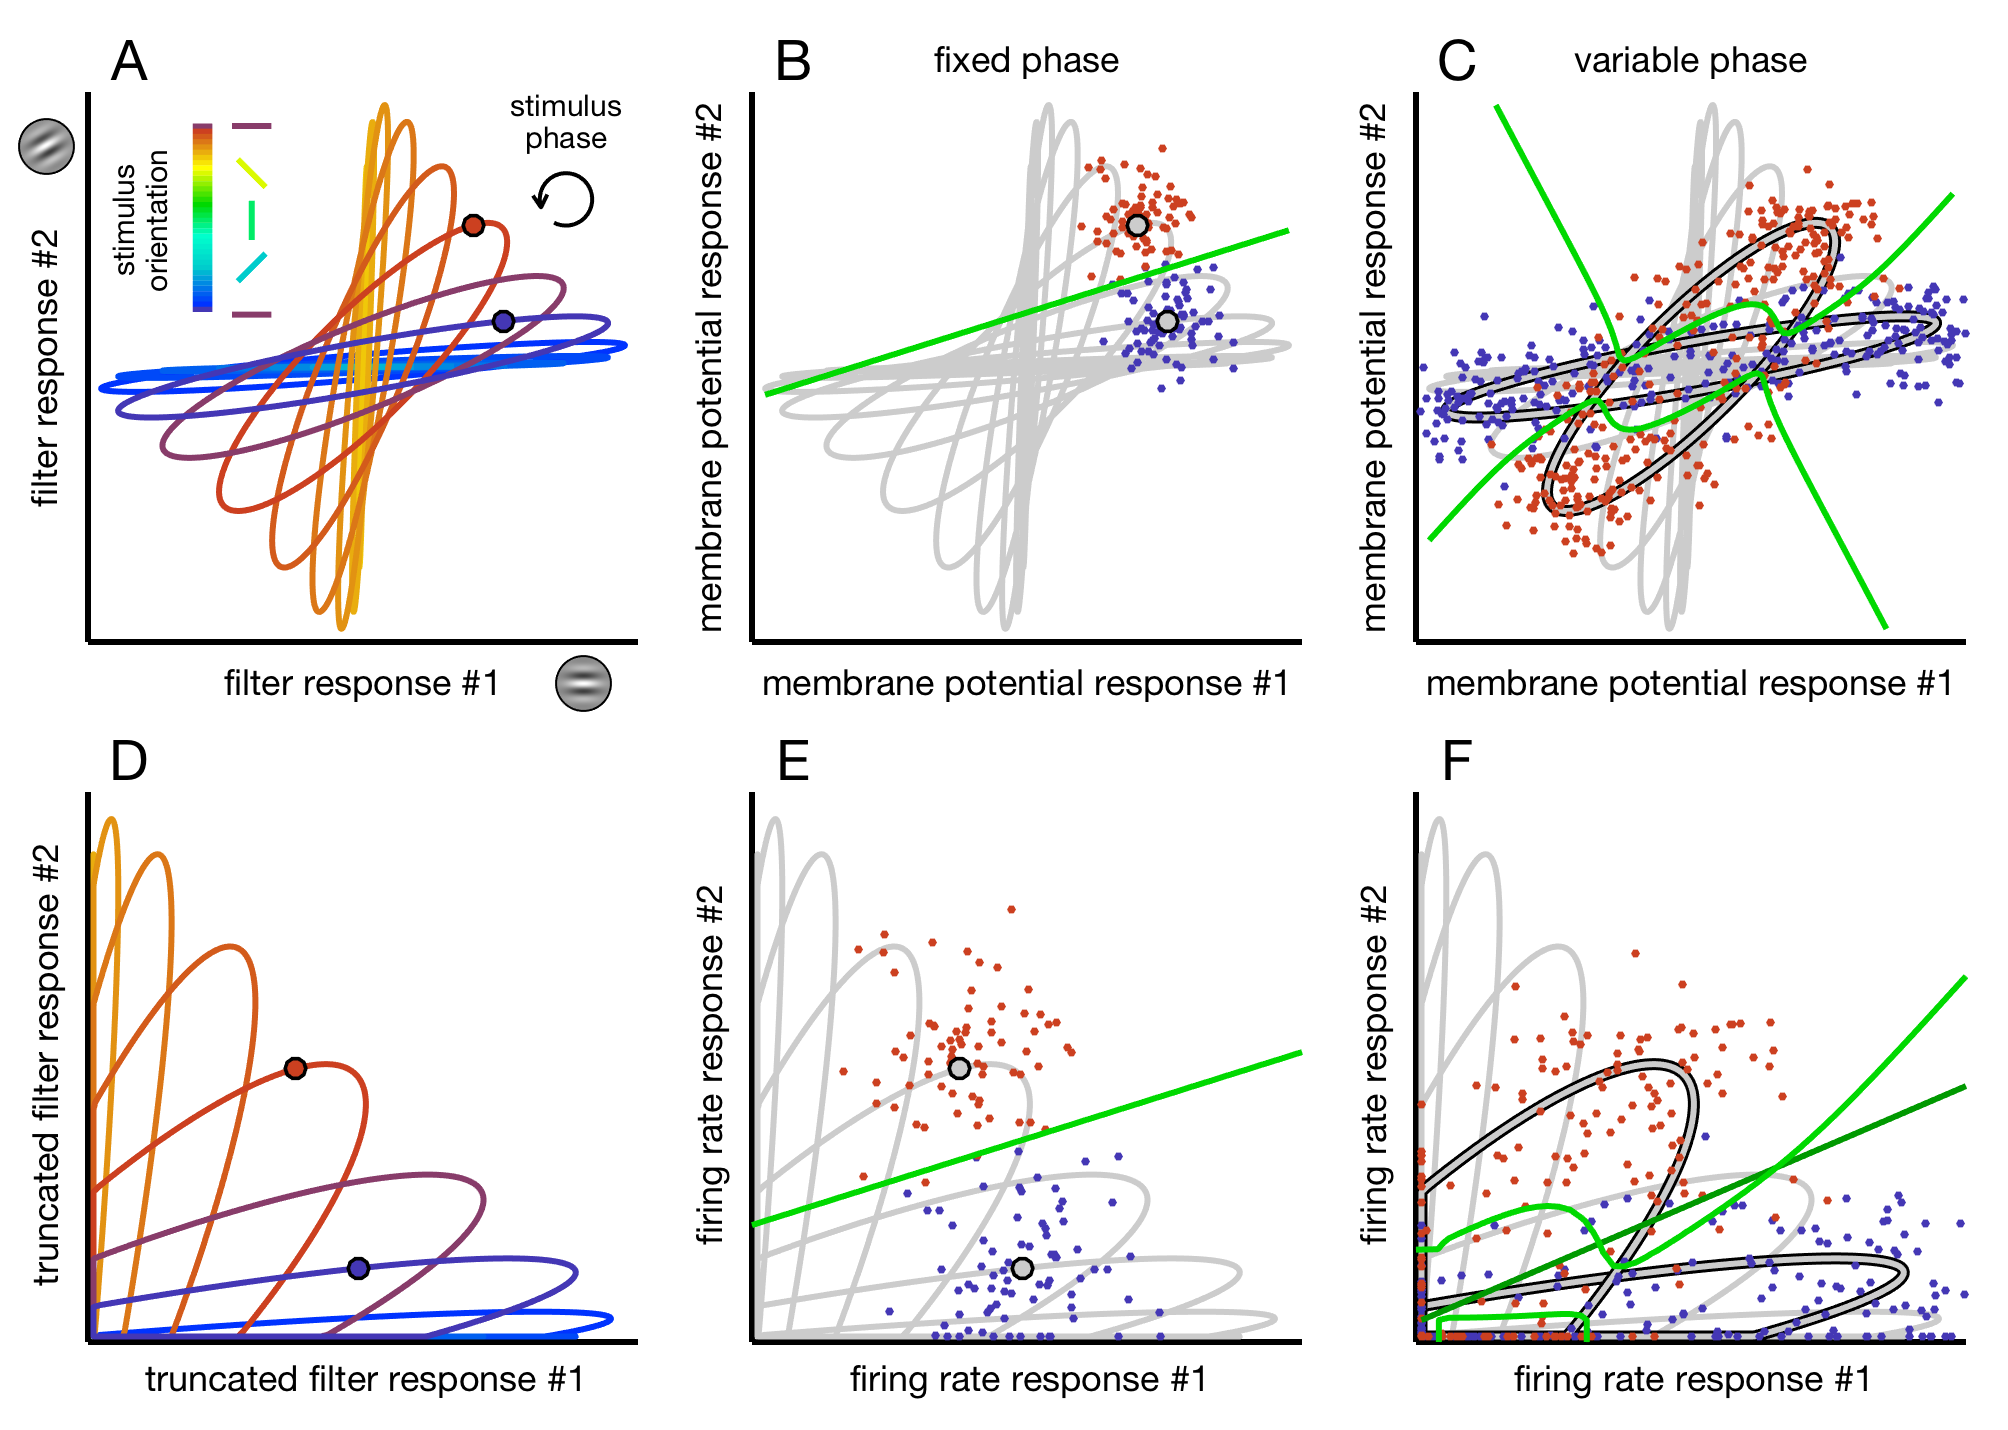 A
stimulus
orientation
stimulus
phase
filter response #2
filter response #1
B
fixed phase
membrane potential response #2
membrane potential response #1
C
variable phase
membrane potential response #2
membrane potential response #1
D
truncated filter response #2
truncated filter response #1
E
firing rate response #2
firing rate response #1
F
firing rate response #2
firing rate response #1